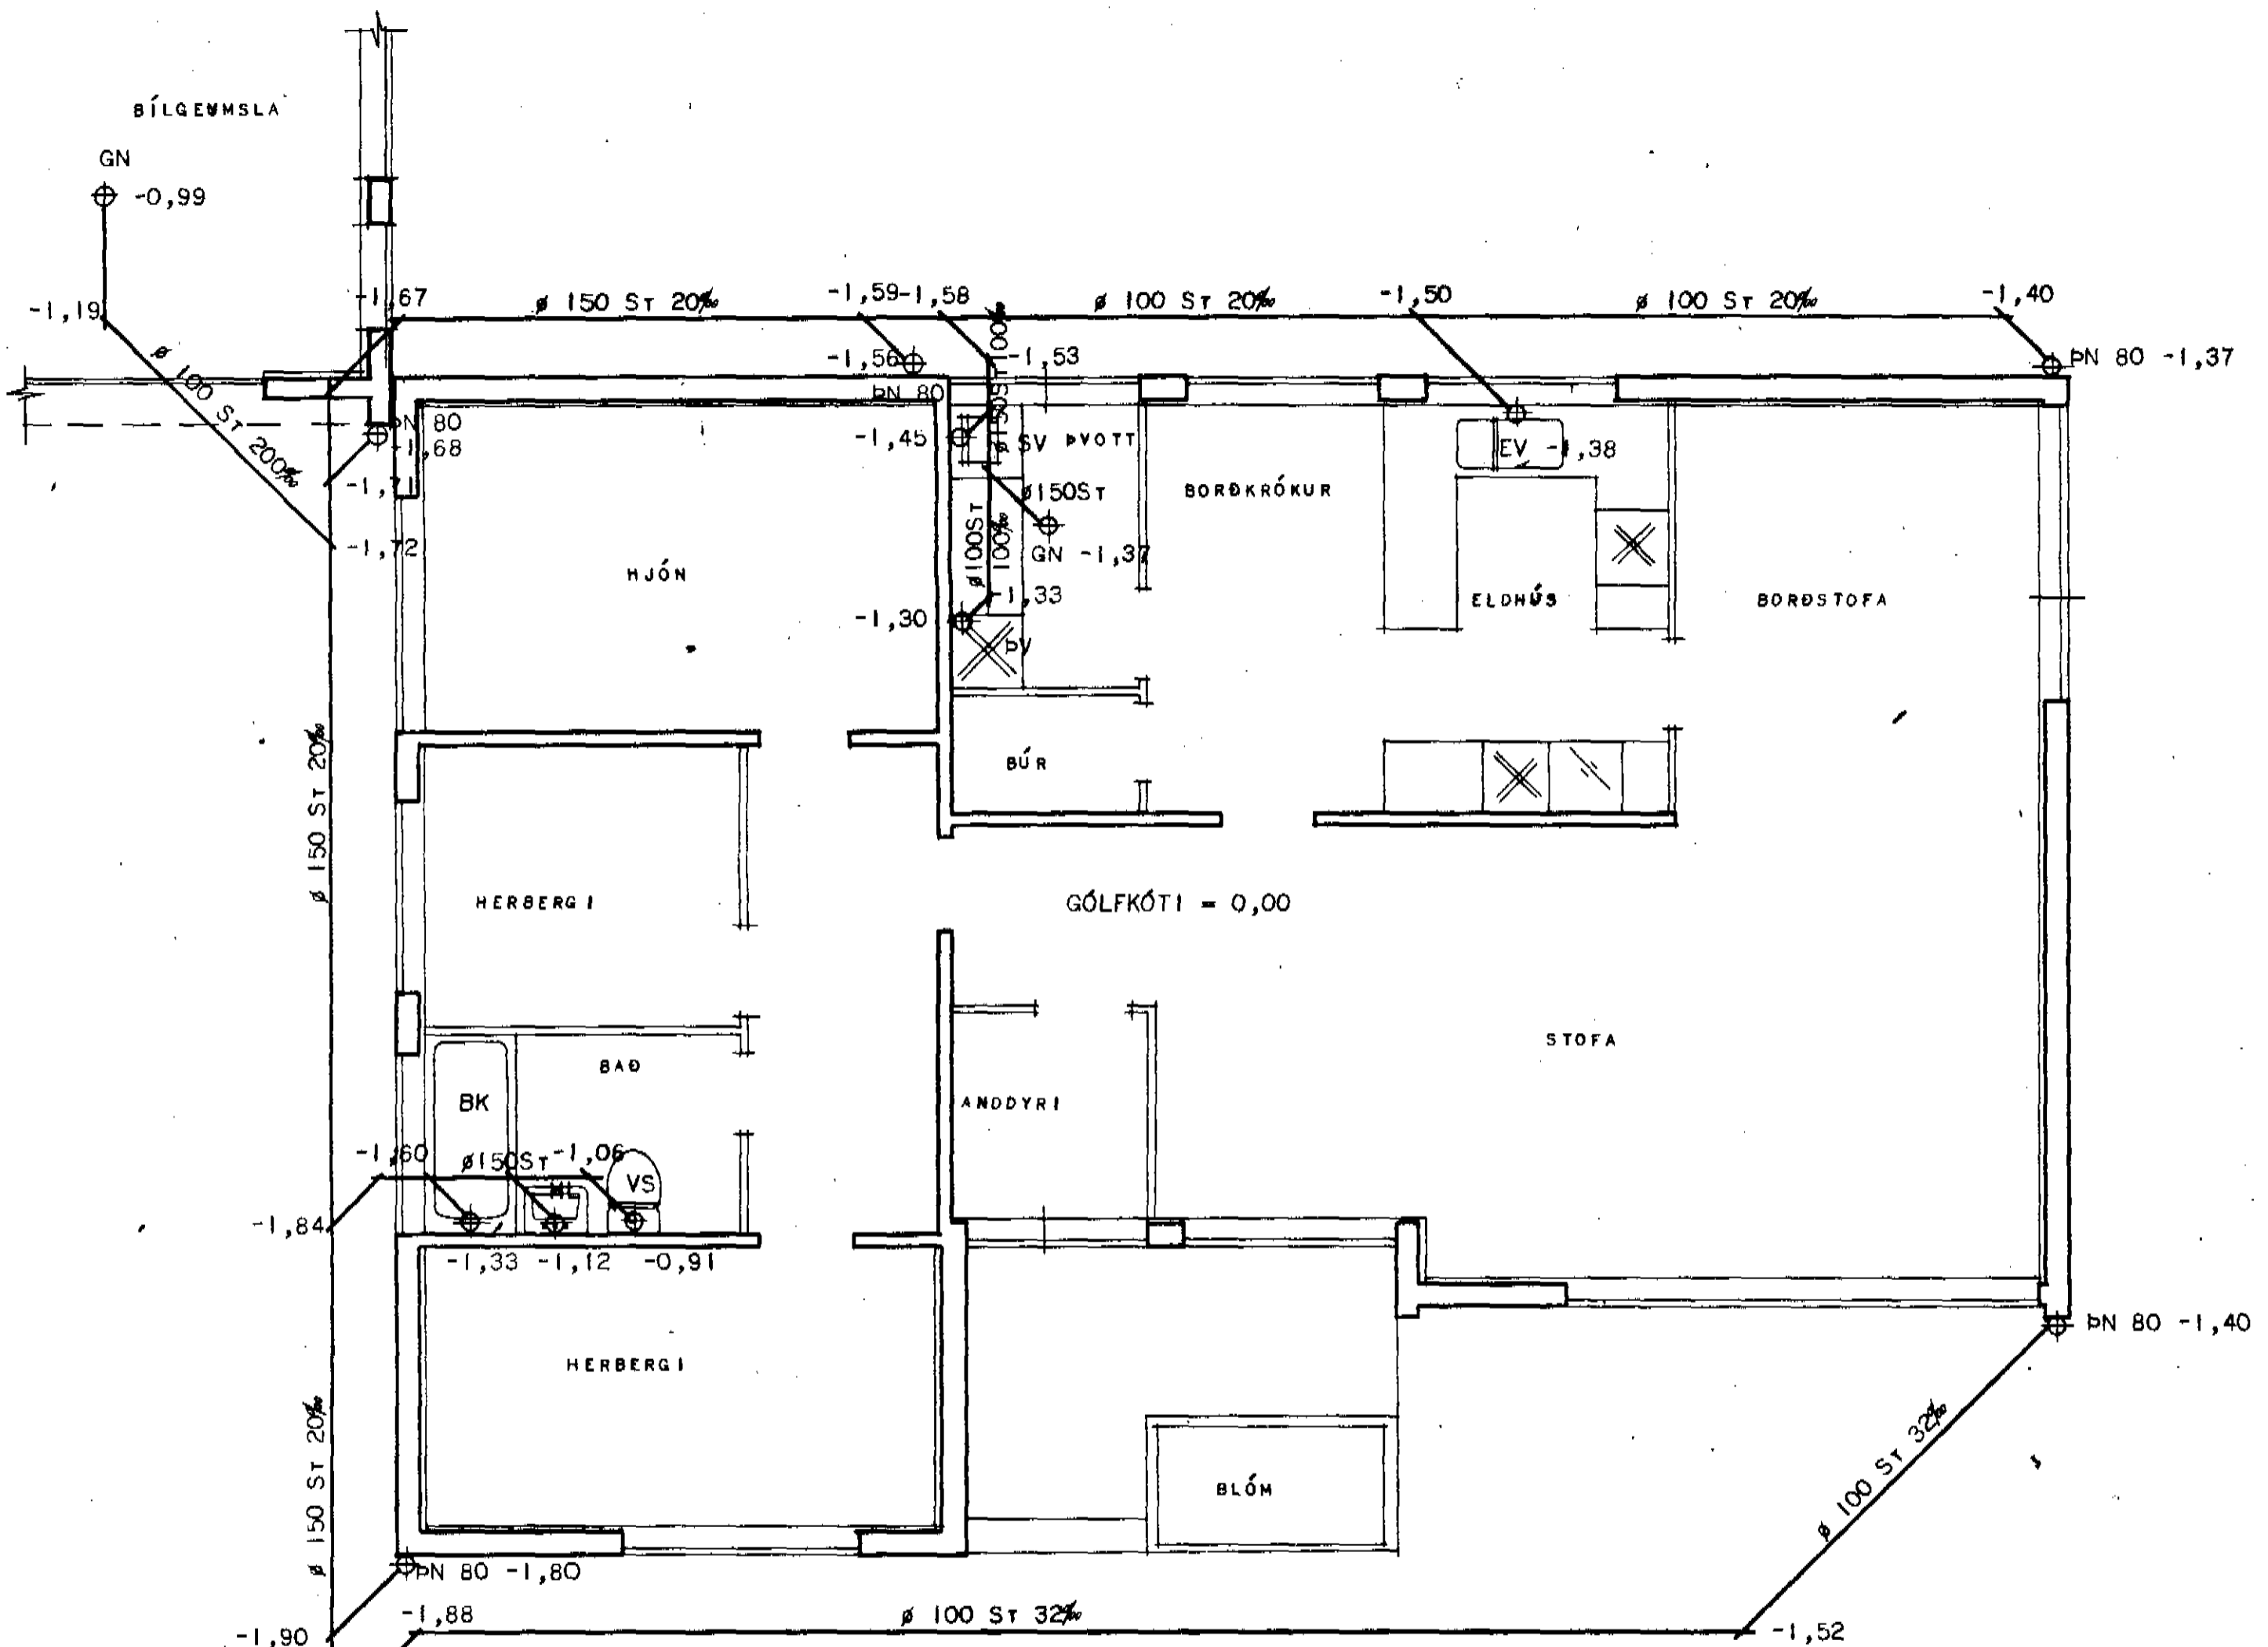 BÍLGEYMSLA
GN
-0,99
-1,19
-1,67
ø 150 ST 20‰
-1,59
-1,58
ø 100 ST 20‰
-1,50
ø 100 ST 20‰
-1,40
-1,56
ÞN 80
ø150ST100‰
-1,53
ÞN 80 -1,37
ø 100 ST 200‰
ÞN 80
-1,68
-1,71
-1,72
-1,45
SV ÞVOTT
ø150ST
GN -1,37
ø100ST
100‰
-1,33
-1,30
ÞV
BORÐKRÓKUR
EV -1,38
HJÓN
ELDHÚS
BORÐSTOFA
BÚR
ø 150 ST 20‰
HERBERGI
GÓLFKÓTI = 0,00
STOFA
BAÐ
BK
ANDDYRI
-1,60
ø150ST
-1,06
HL
VS
-1,84
-1,33 -1,12 -0,91
ÞN 80 -1,40
HERBERGI
ø 150 ST 20‰
BLÓM
ø 100 ST 32‰
ÞN 80 -1,80
-1,88
ø 100 ST 32‰
-1,90
-1,52